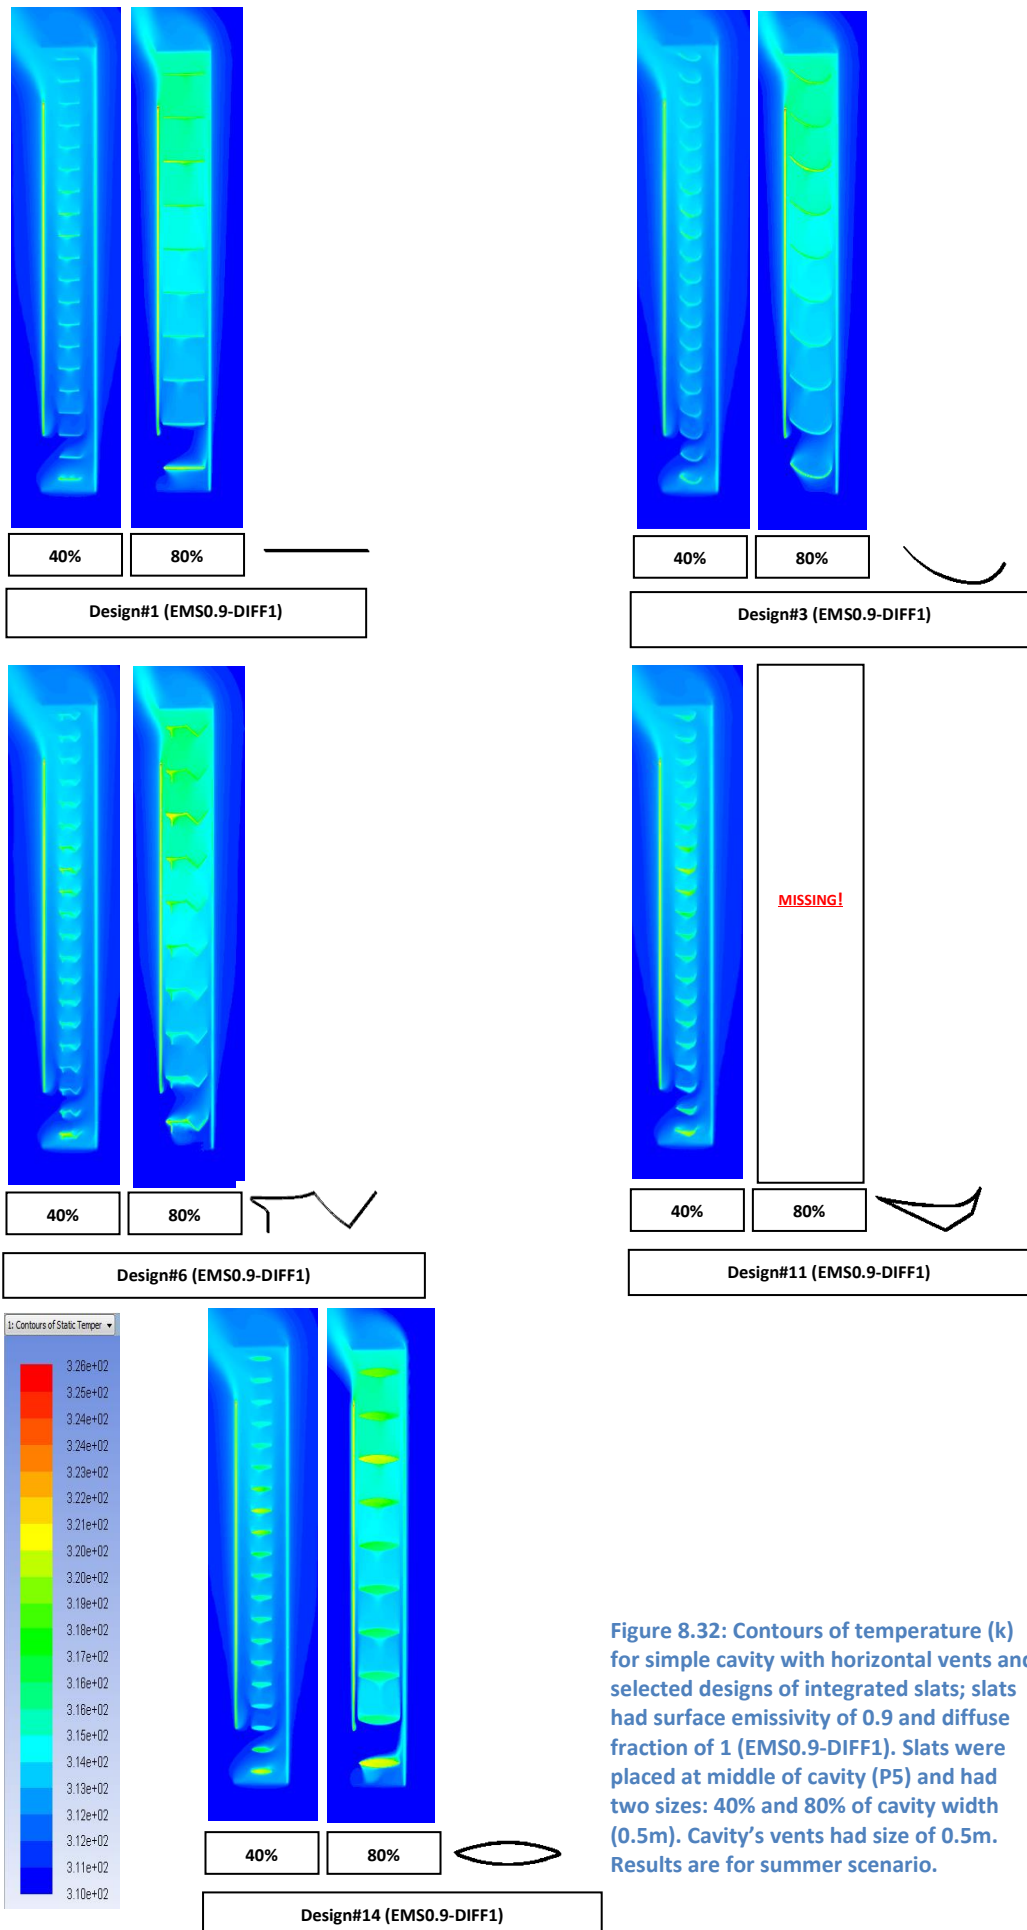 40%
80%
40%
80%
Design#1 (EMS0.9-DIFF1)
Design#3 (EMS0.9-DIFF1)
MISSING!
40%
80%
40%
80%
Design#6 (EMS0.9-DIFF1)
Design#11 (EMS0.9-DIFF1)
1: Contours of Static Temper
3.26e+02
3.25e+02
3.24e+02
3.24e+02
3.23e+02
3.22e+02
3.21e+02
3.20e+02
3.20e+02
3.19e+02
3.18e+02
3.17e+02
3.16e+02
3.16e+02
3.15e+02
3.14e+02
3.13e+02
3.12e+02
3.12e+02
3.11e+02
3.10e+02
40%
80%
Design#14 (EMS0.9-DIFF1)
Figure 8.32: Contours of temperature (k)
for simple cavity with horizontal vents and
selected designs of integrated slats; slats
had surface emissivity of 0.9 and diffuse
fraction of 1 (EMS0.9-DIFF1). Slats were
placed at middle of cavity (P5) and had
two sizes: 40% and 80% of cavity width
(0.5m). Cavity’s vents had size of 0.5m.
Results are for summer scenario.